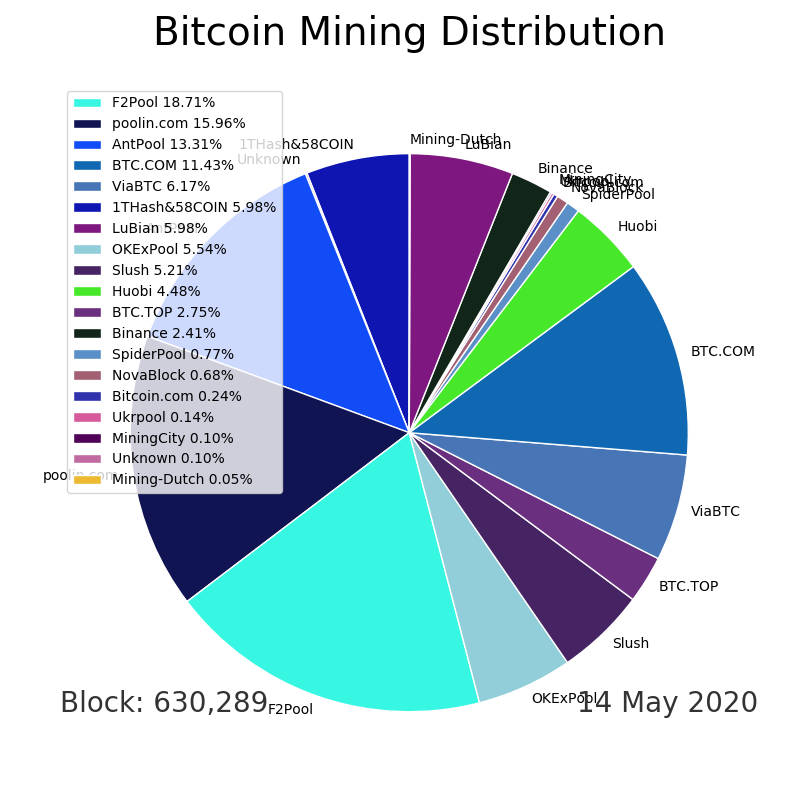 Bitcoin Mining Distribution
F2Pool 18.71%
poolin.com 15.96%
AntPool 13.31%
BTC.COM 11.43%
ViaBTC 6.17%
1THash&58COIN 5.98%
LuBian 5.98%
OKExPool 5.54%
Slush 5.21%
Huobi 4.48%
BTC.TOP 2.75%
Binance 2.41%
SpiderPool 0.77%
NovaBlock 0.68%
Bitcoin.com 0.24%
Ukrpool 0.14%
MiningCity 0.10%
Unknown 0.10%
Mining-Dutch 0.05%
1THash&58COIN
Unknown
poolin.com
F2Pool
Mining-Dutch
LuBian
Binance
MiningCity
NovaBlock
SpiderPool
Huobi
BTC.COM
ViaBTC
BTC.TOP
Slush
OKExPool
Block: 630,289
14 May 2020